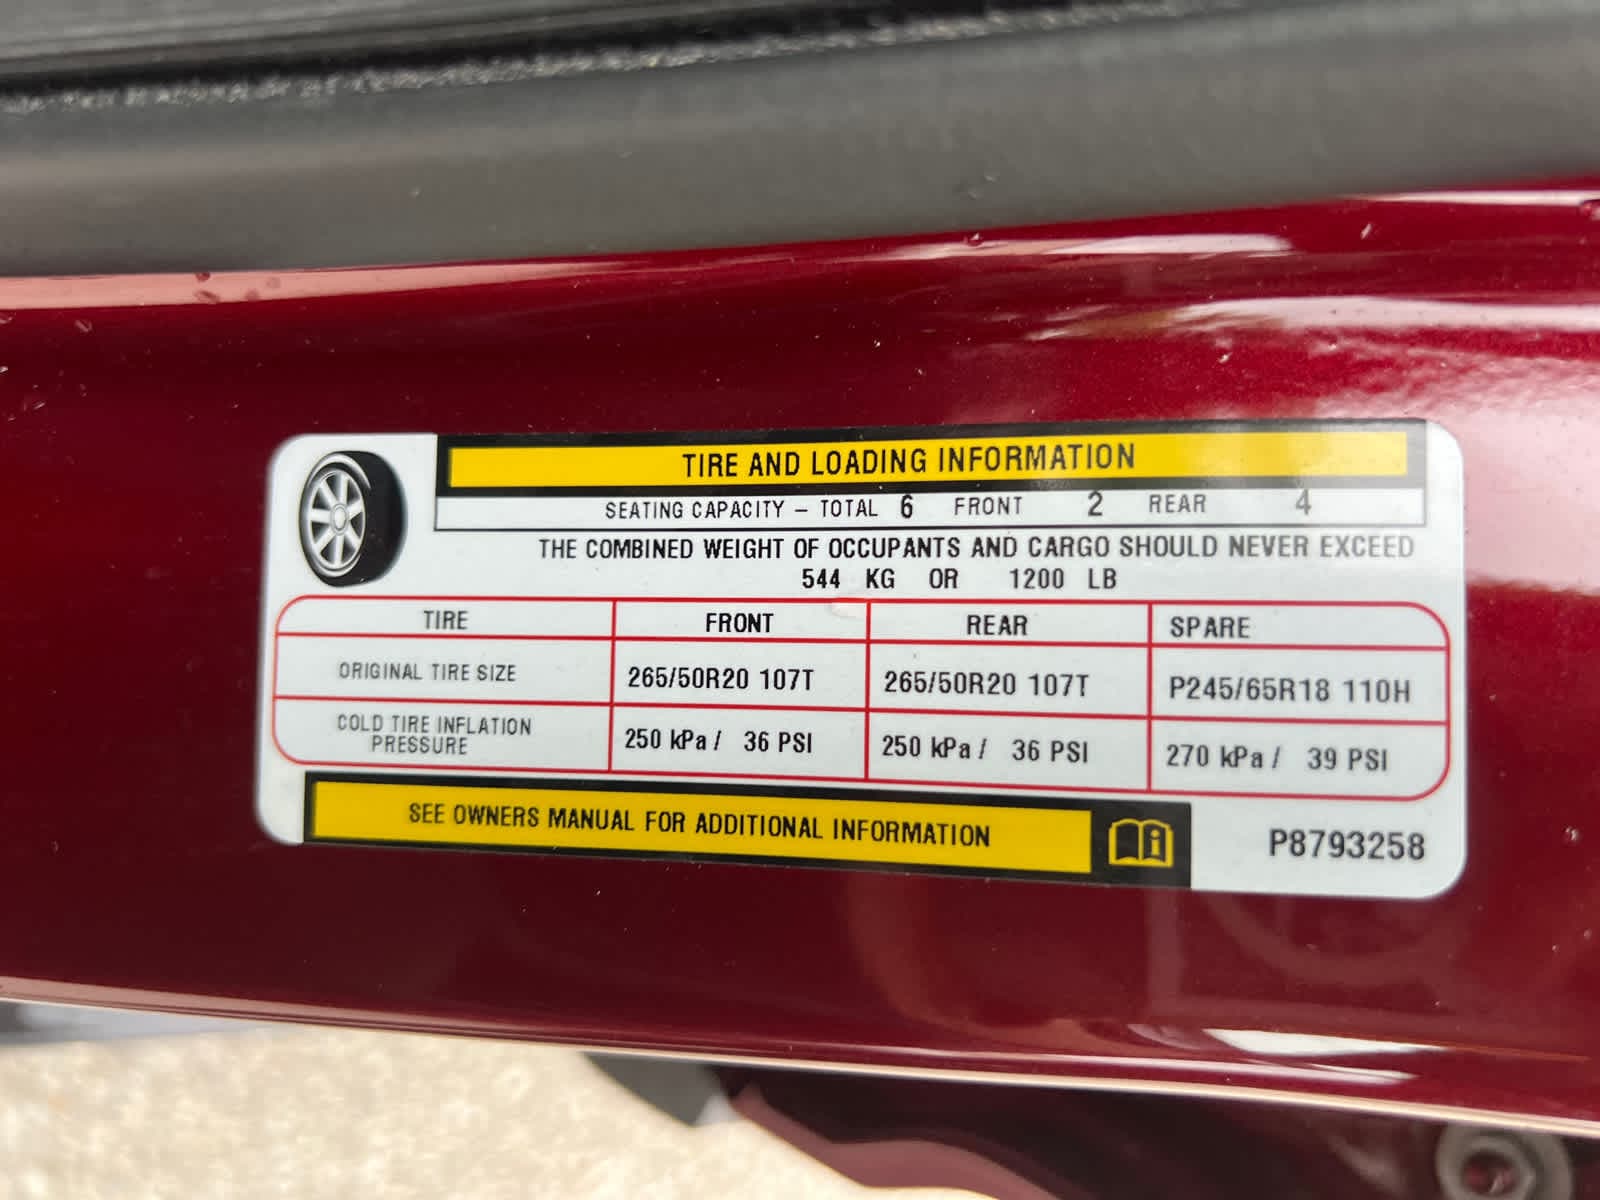 TIRE AND LOADING INFORMATION
SEATING CAPACITY – TOTAL 6 FRONT 2 REAR 4
THE COMBINED WEIGHT OF OCCUPANTS AND CARGO SHOULD NEVER EXCEED
544 KG OR 1200 LB
TIRE FRONT REAR SPARE
ORIGINAL TIRE SIZE 265/50R20 107T 265/50R20 107T P245/65R18 110H
COLD TIRE INFLATION
PRESSURE 250 kPa / 36 PSI 250 kPa / 36 PSI 270 kPa / 39 PSI
SEE OWNERS MANUAL FOR ADDITIONAL INFORMATION
P8793258